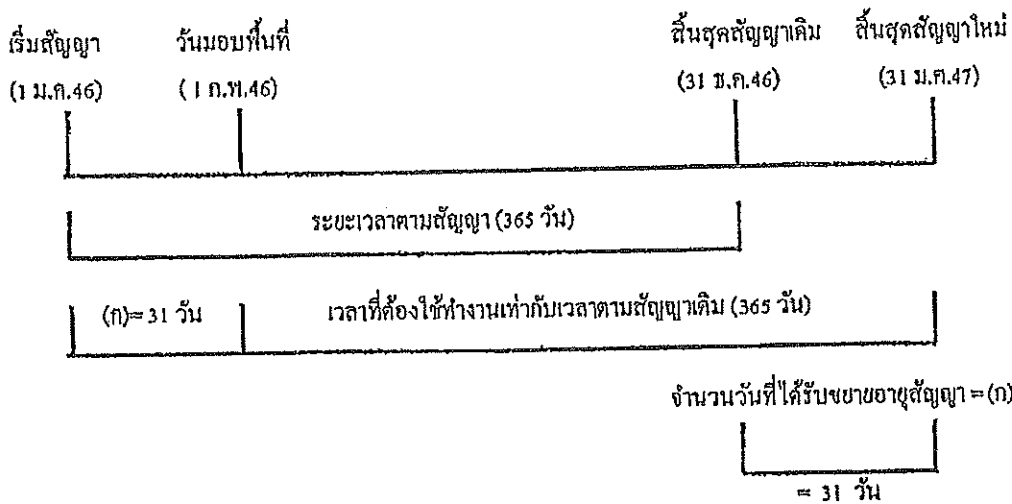 เริ่มสัญญา วันมอบพื้นที่ สิ้นสุดสัญญาเดิม สิ้นสุดสัญญาใหม่
(1 ม.ค.46) (1 ก.พ.46) (31 ธ.ค.46) (31 ม.ค.47)
ระยะเวลาตามสัญญา (365 วัน)
(ก)= 31 วัน เวลาที่ต้องใช้ทำงานเท่ากับเวลาตามสัญญาเดิม (365 วัน)
จำนวนวันที่ได้รับขยายอายุสัญญา = (ก)
= 31 วัน